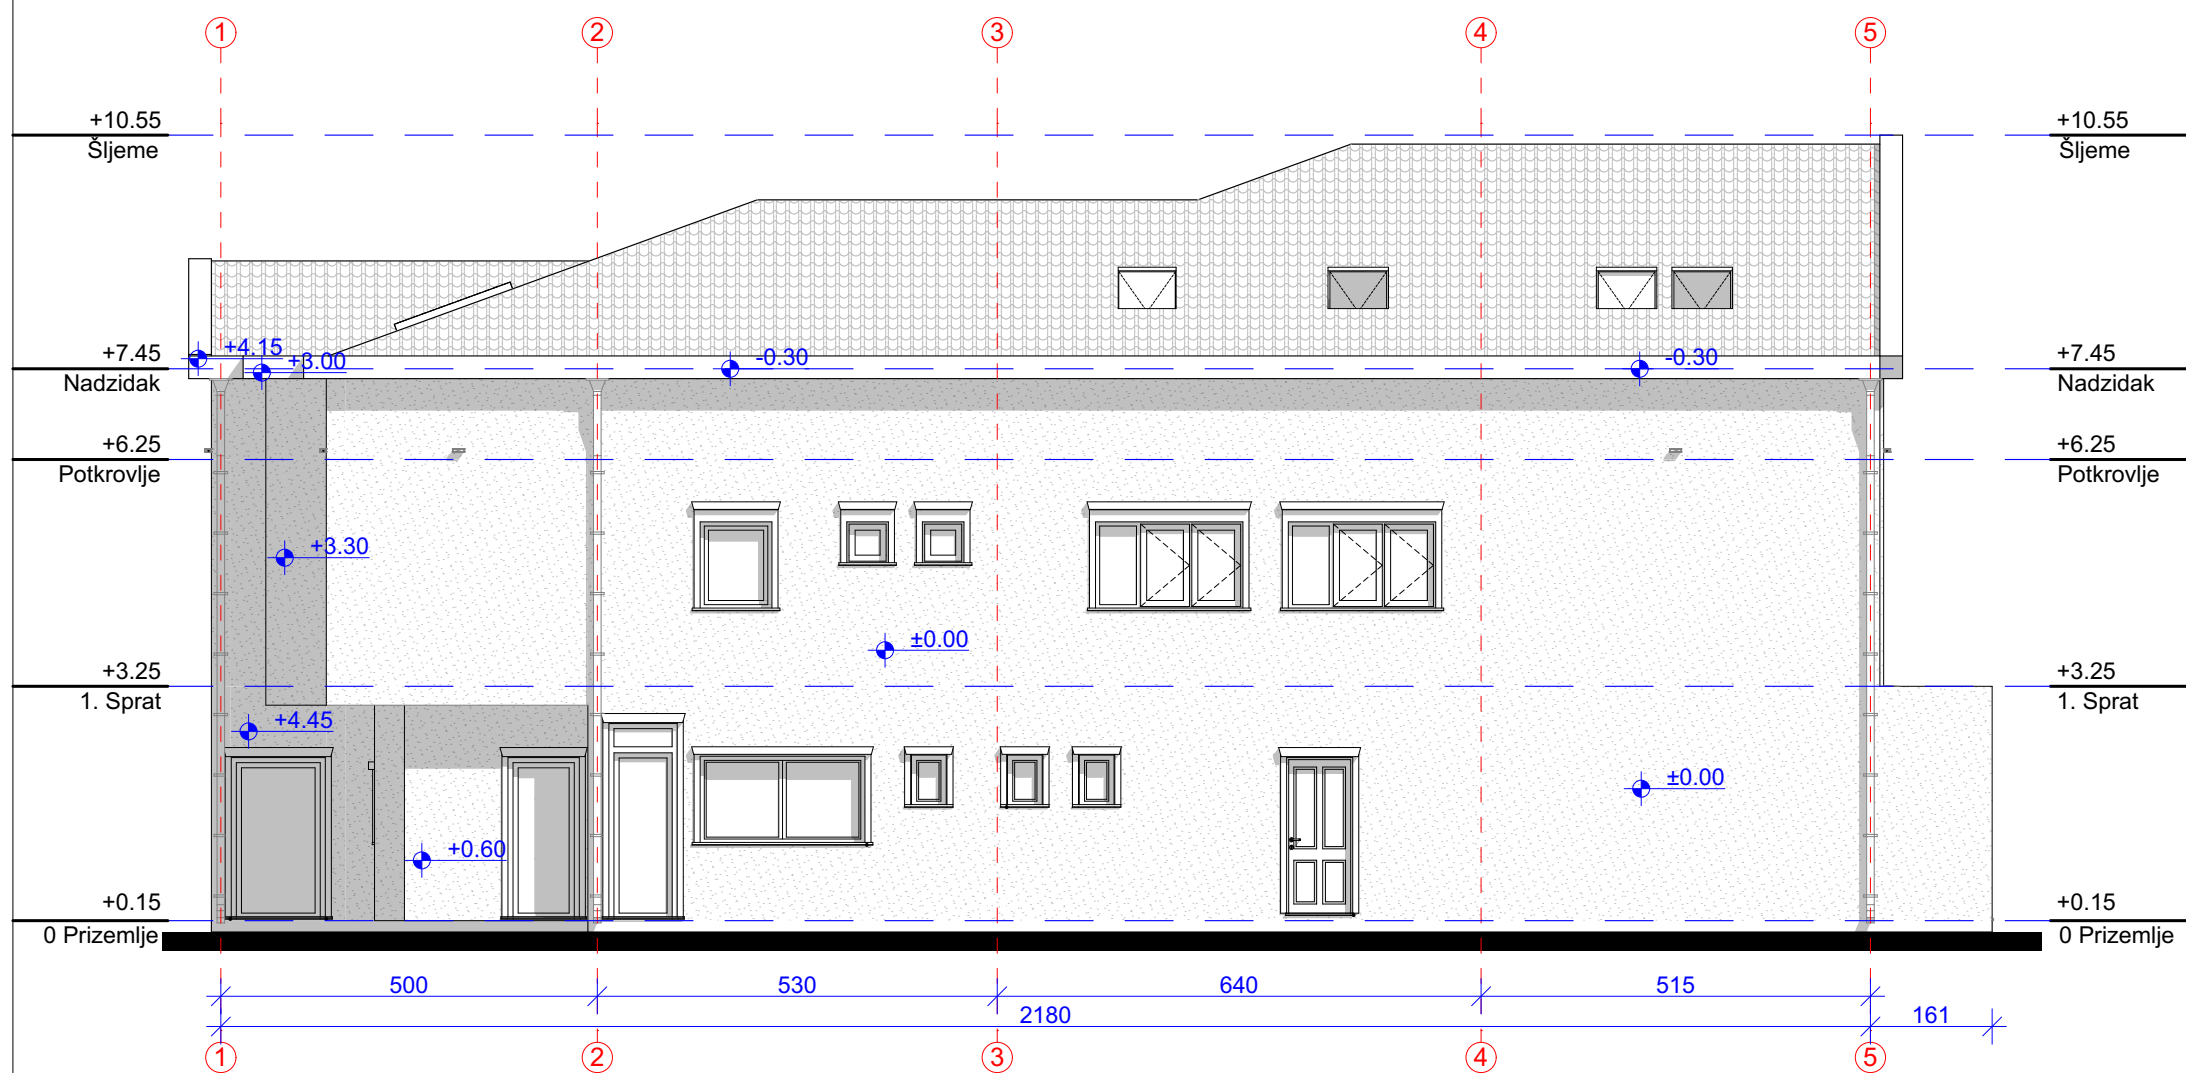 1 2 3 4 5
+10.55 +10.55
Šljeme Šljeme
+7.45 +4.15 +3.00 -0.30 -0.30 +7.45
Nadzidak Nadzidak
+6.25 +6.25
Potkrovlje Potkrovlje
+3.30
±0.00
+3.25 +3.25
1. Sprat 1. Sprat
+4.45
±0.00
+0.60
+0.15 +0.15
0 Prizemlje 0 Prizemlje
500 530 640 515
2180 161
1 2 3 4 5